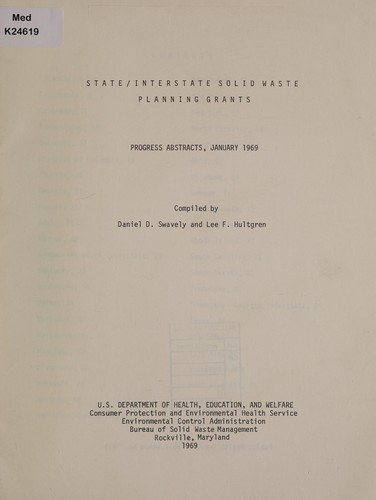 Med
K24619
STATE/INTERSTATE SOLID WASTE
PLANNING GRANTS
PROGRESS ABSTRACTS, JANUARY 1969
Compiled by
Daniel D. Swavely and Lee F. Hultgren
U.S. DEPARTMENT OF HEALTH, EDUCATION, AND WELFARE
Consumer Protection and Environmental Health Service
Environmental Control Administration
Bureau of Solid Waste Management
Rockville, Maryland
1969